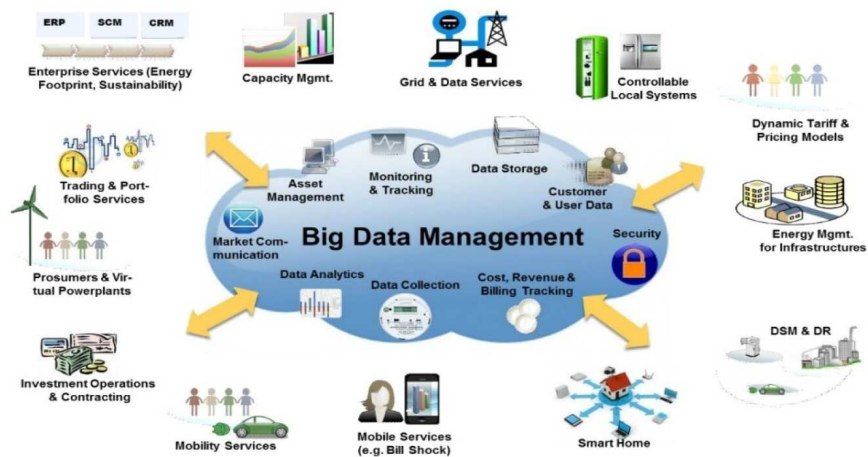 ERP SCM CRM
Enterprise Services (Energy
Footprint, Sustainability)
Capacity Mgmt.
Grid & Data Services
Controllable
Local Systems
Dynamic Tariff &
Pricing Models
Trading & Port-
folio Services
Asset
Management
Monitoring
& Tracking
Data Storage
Customer
& User Data
Energy Mgmt.
for Infrastructures
Market Com-
munication
Big Data Management
Security
Prosumers & Vir-
tual Powerplants
Data Analytics
Data Collection
Cost, Revenue &
Billing Tracking
DSM & DR
Investment Operations
& Contracting
Mobility Services
Mobile Services
(e.g. Bill Shock)
Smart Home